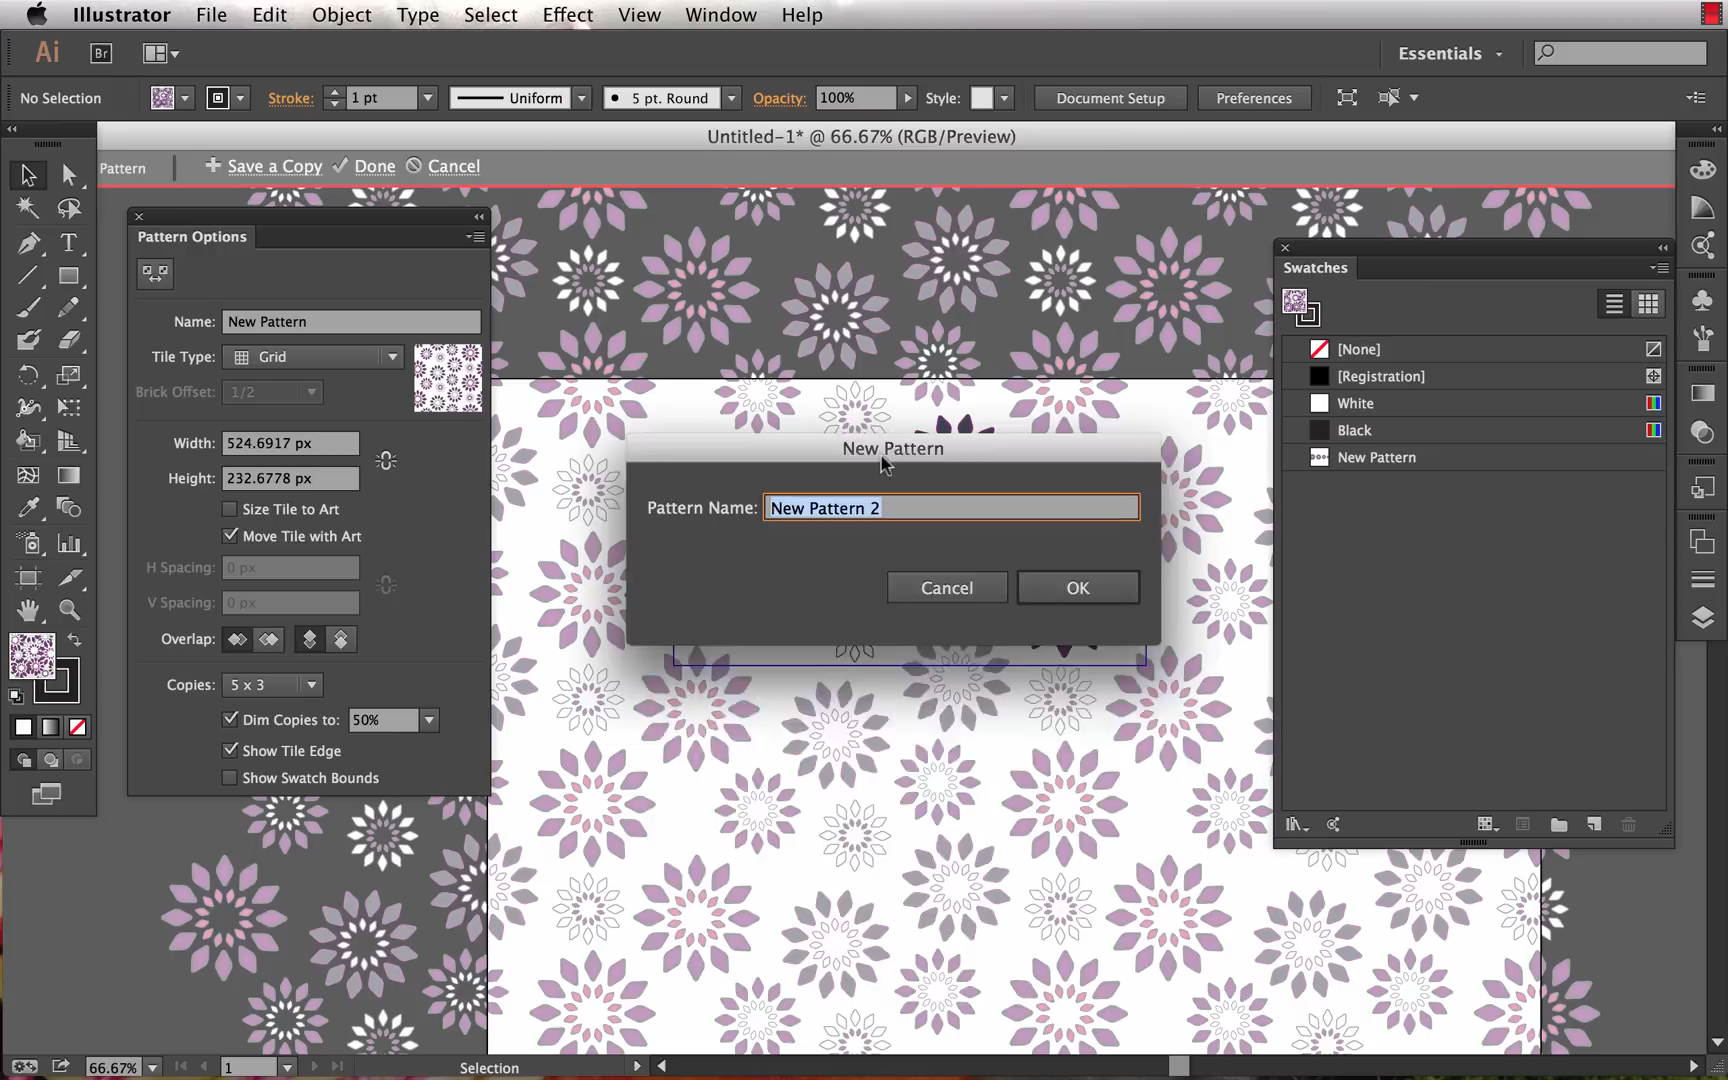 Illustrator File Edit Object Type Select Effect View Window Help
Ai Br Essentials
No Selection Stroke: 1 pt Uniform 5 pt. Round Opacity: 100% Style: Document Setup Preferences
Untitled-1* @ 66.67% (RGB/Preview)
Pattern Save a Copy Done Cancel
Pattern Options
Name: New Pattern
Tile Type: Grid
Brick Offset: 1/2
Width: 524.6917 px
Height: 232.6778 px
Size Tile to Art
Move Tile with Art
H Spacing: 0 px
V Spacing: 0 px
Overlap:
Copies: 5 x 3
Dim Copies to: 50%
Show Tile Edge
Show Swatch Bounds
New Pattern
Pattern Name: New Pattern 2
Cancel OK
Swatches
[None]
[Registration]
White
Black
New Pattern
T
66.67% 1 Selection